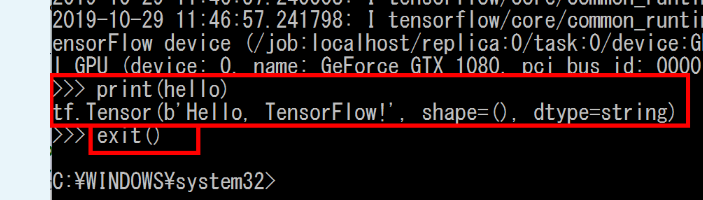 2019-10-29 11:46:57.241798: I tensorflow/core/common_runti
ensorFlow device (/job:localhost/replica:0/task:0/device:G
l GPU (device: 0, name: GeForce GTX 1080, pci bus id: 0000
>>> print(hello)
tf.Tensor(b'Hello, TensorFlow!', shape=(), dtype=string)
>>> exit()
C:¥WINDOWS¥system32>